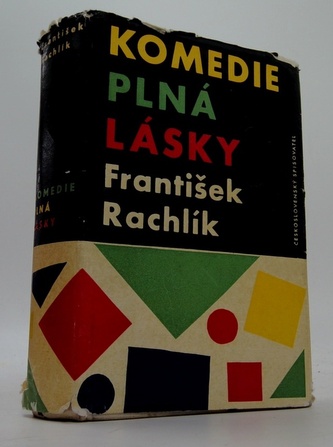 KOMEDIE
PLNÁ
LÁSKY
František
Rachlík
ČESKOSLOVENSKÝ SPISOVATEL
František
Rachlík
KOMEDIE
PLNÁ
LÁSKY